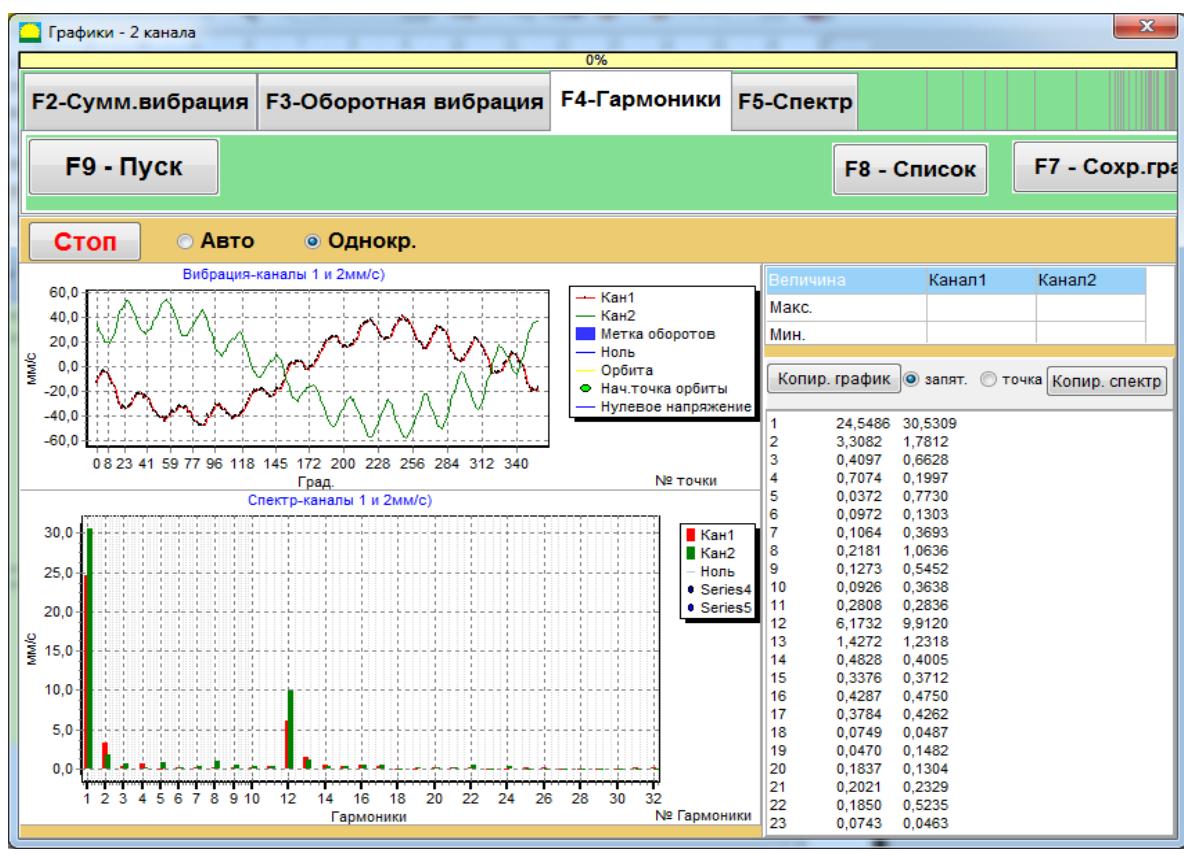 Графики - 2 канала
0%
F2-Сумм.вибрация F3-Оборотная вибрация F4-Гармоники F5-Спектр
F9 - Пуск F8 - Список F7 - Сохр.гра
Стоп Авто Однокр.
Вибрация-каналы 1 и 2мм/с)
60,0
40,0
20,0
0,0
-20,0
-40,0
-60,0
мм/с
0 8 23 41 59 77 96 118 145 172 200 228 256 284 312 340
Град.
№ точки
Кан1
Кан2
Метка оборотов
Ноль
Орбита
Нач.точка орбиты
Нулевое напряжение
Спектр-каналы 1 и 2мм/с)
30,0
25,0
20,0
15,0
10,0
5,0
0,0
мм/с
1 2 3 4 5 6 7 8 9 10 12 14 16 18 20 22 24 26 28 30 32
Гармоники
№ Гармоники
Кан1
Кан2
Ноль
Series4
Series5
Величина Канал1 Канал2
Макс.
Мин.
Копир. график запят. точка Копир. спектр
1 24,5486 30,5309
2 3,3082 1,7812
3 0,4097 0,6628
4 0,7074 0,1997
5 0,0372 0,7730
6 0,0972 0,1303
7 0,1064 0,3693
8 0,2181 1,0636
9 0,1273 0,5452
10 0,0926 0,3638
11 0,2808 0,2836
12 6,1732 9,9120
13 1,4272 1,2318
14 0,4828 0,4005
15 0,3376 0,3712
16 0,4287 0,4750
17 0,3784 0,4262
18 0,0749 0,0487
19 0,0470 0,1482
20 0,1837 0,1304
21 0,2021 0,2329
22 0,1850 0,5235
23 0,0743 0,0463